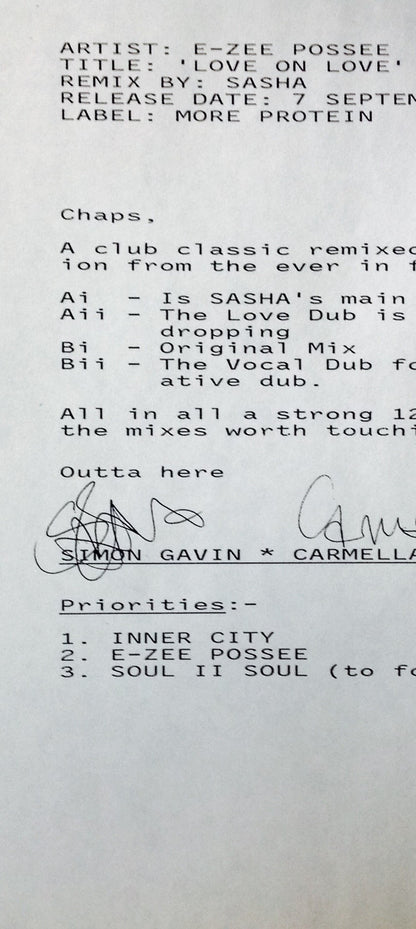 ARTIST: E-ZEE POSSEE
TITLE: 'LOVE ON LOVE'
REMIX BY: SASHA
RELEASE DATE: 7 SEPTEM
LABEL: MORE PROTEIN
Chaps,
A club classic remixed
ion from the ever in
Ai - Is SASHA's main
Aii - The Love Dub is
dropping
Bi - Original Mix
Bii - The Vocal Dub fo
ative dub.
All in all a strong 12
the mixes worth touchi
Outta here
SIMON GAVIN * CARMELLA
Priorities:-
1. INNER CITY
2. E-ZEE POSSEE
3. SOUL II SOUL (to fo